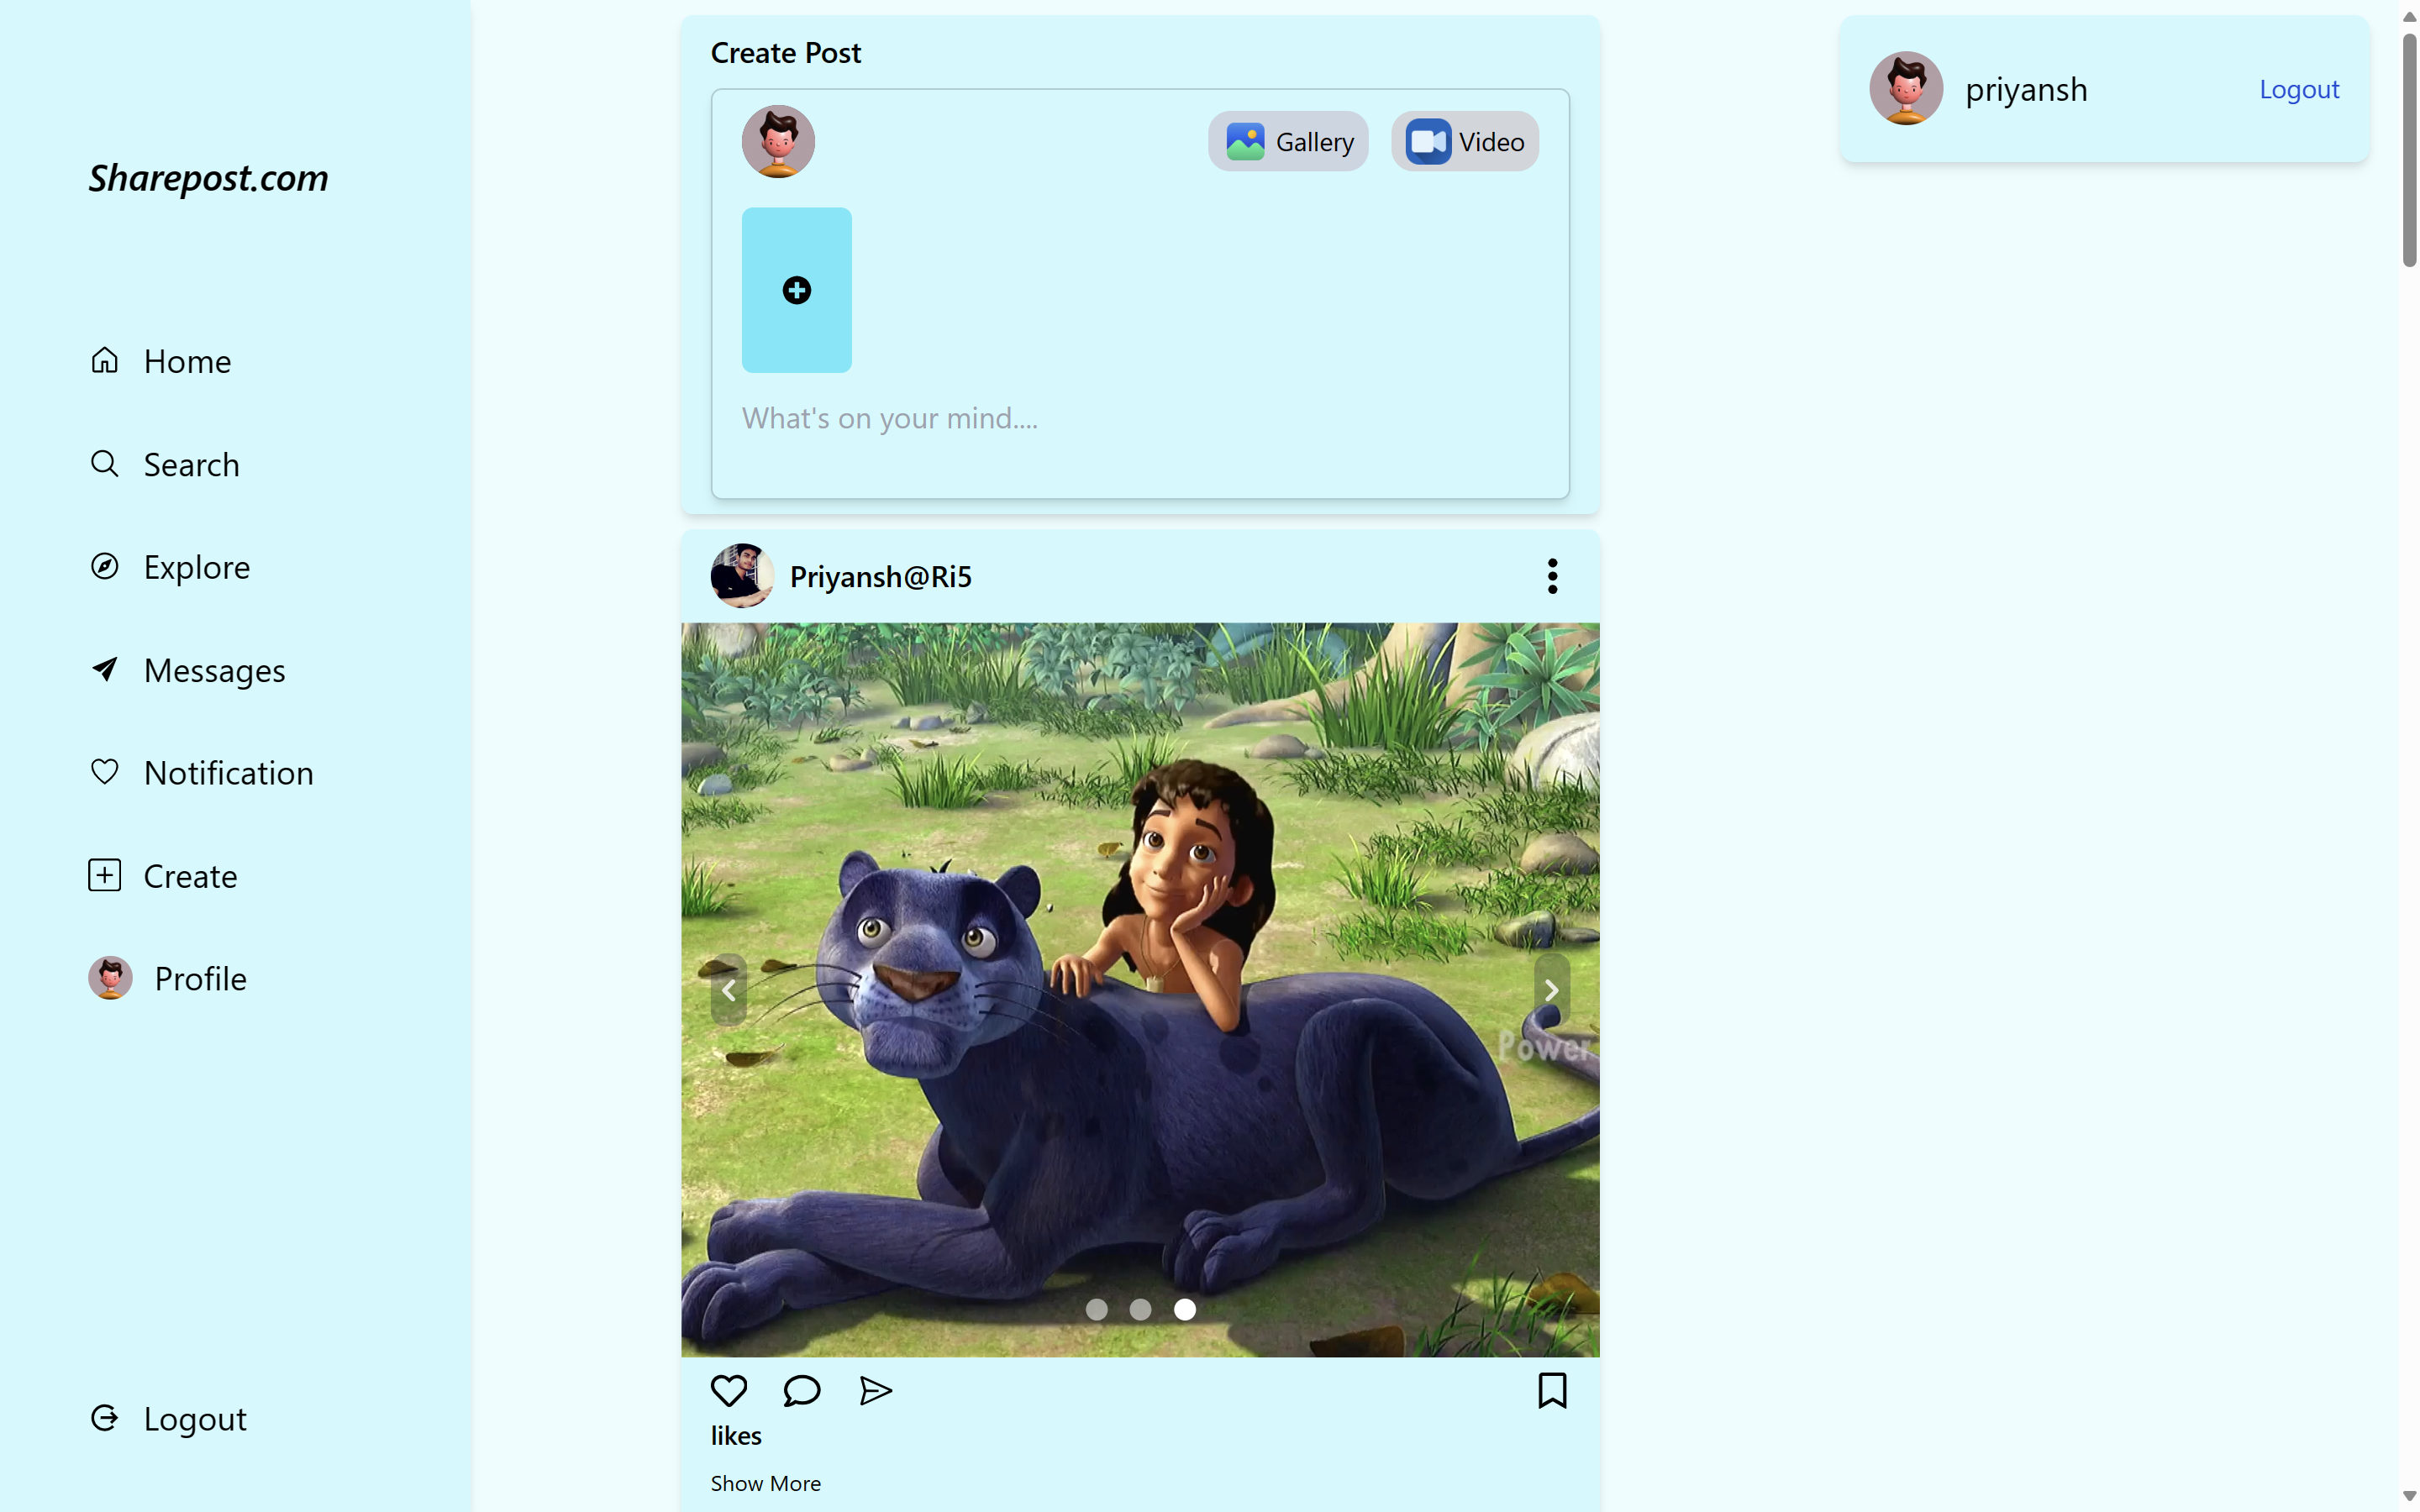 Sharepost.com
Home
Search
Explore
Messages
Notification
Create
Profile
Logout
Create Post
Gallery
Video
What's on your mind....
Priyansh@Ri5
Power
likes
Show More
priyansh
Logout